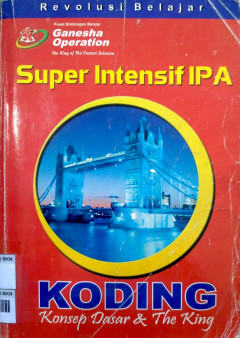 Revolusi Belajar
Pusat Bimbingan Belajar
Ganesha
Operation
The King of The Fastest Solution
Super Intensif IPA
KODING
Konsep Dasar & The King